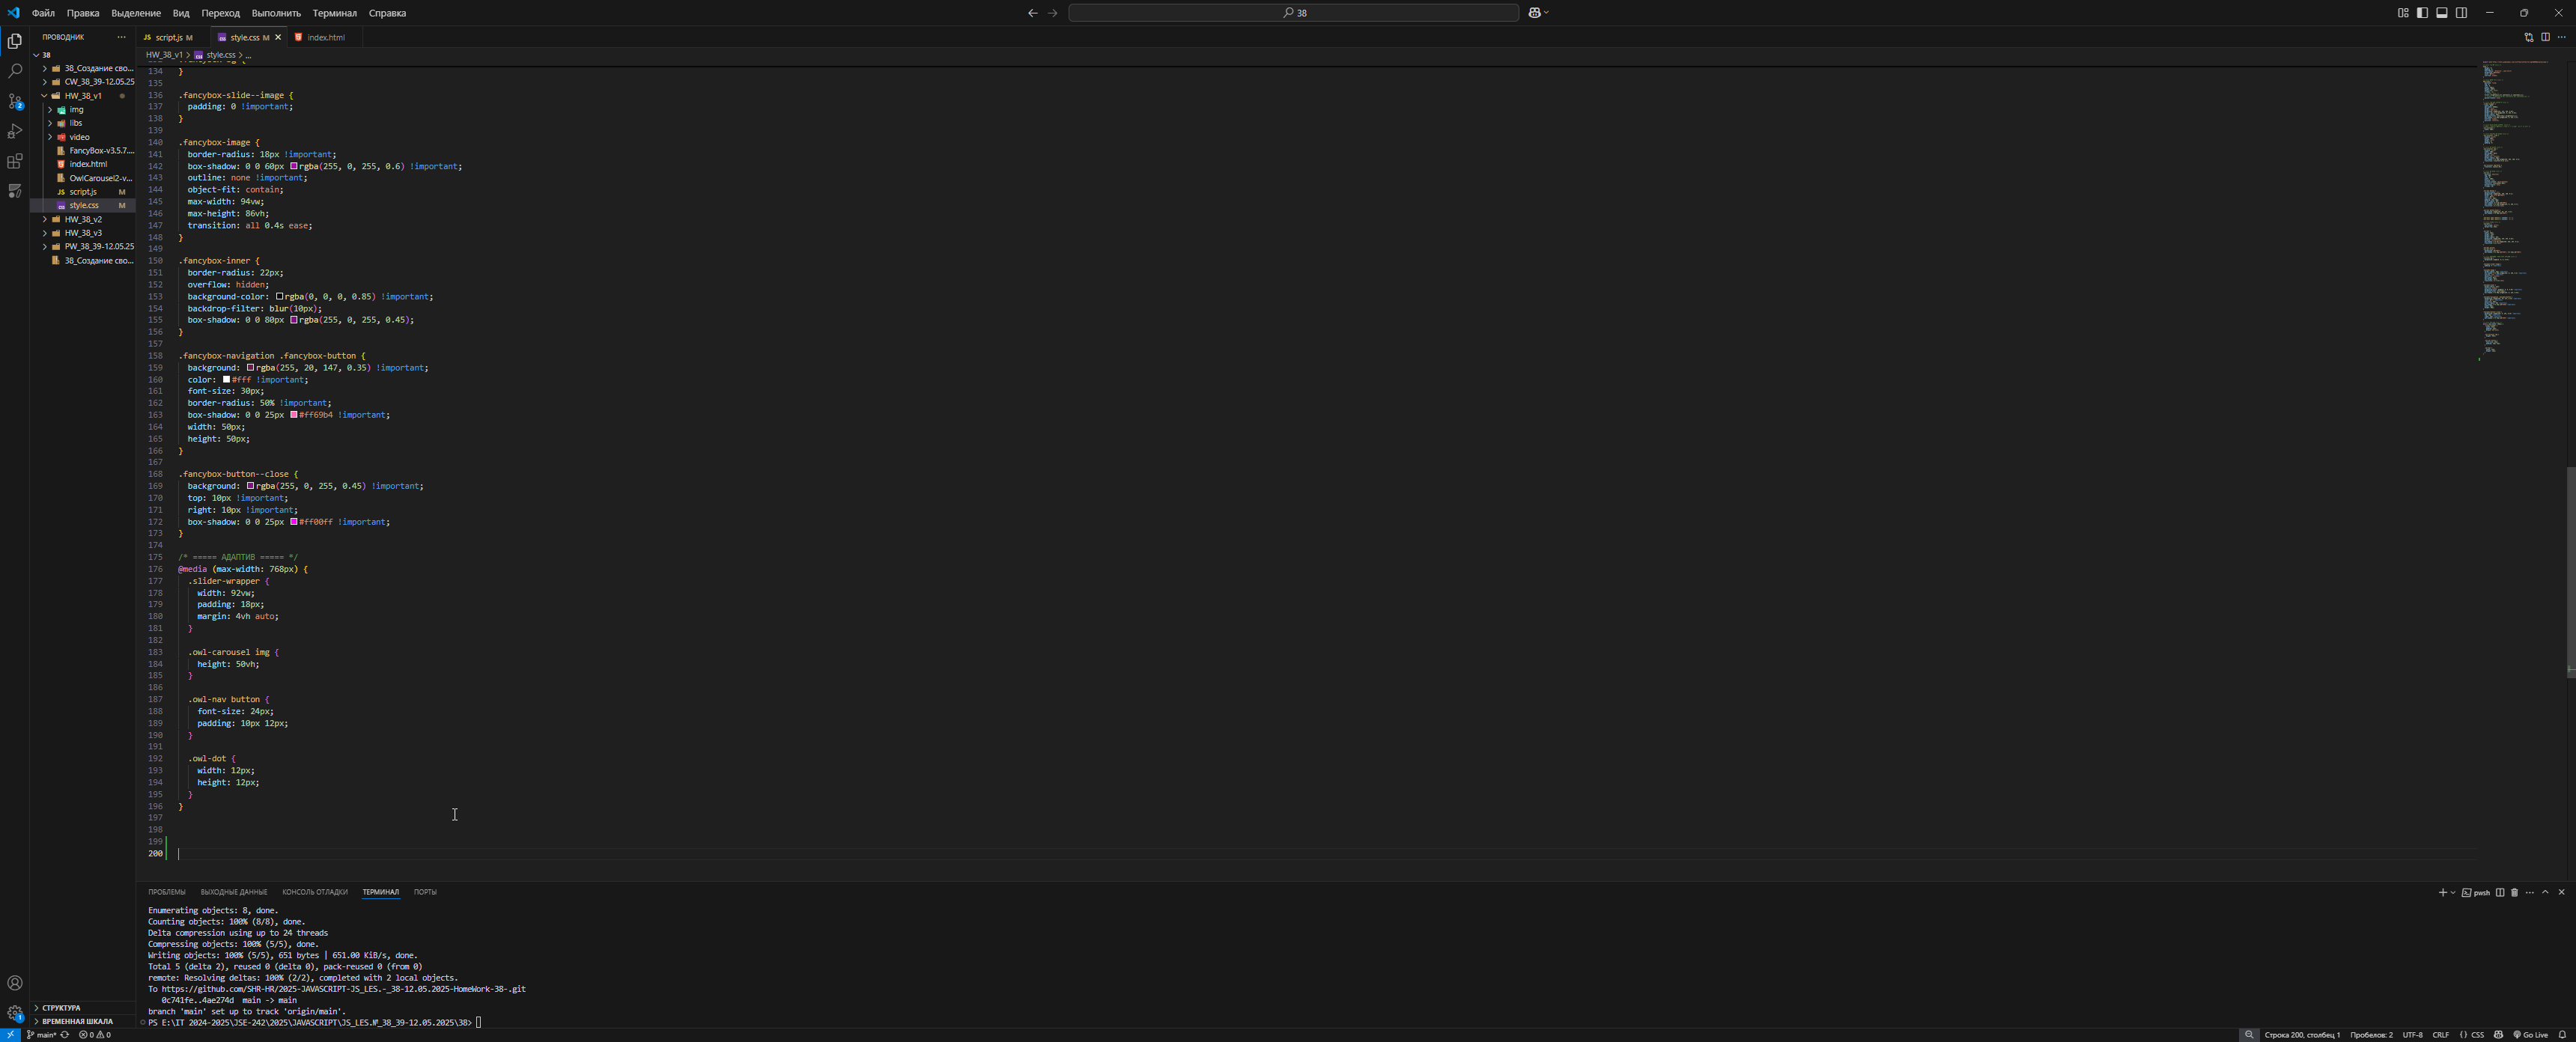 Файл Правка Выделение Вид Переход Выполнить Терминал Справка
38
ПРОВОДНИК
script.js M
style.css M
index.html
HW_38_v1 > style.css > ...
38
38_Создание сво...
CW_38_39-12.05.25
HW_38_v1
img
libs
video
FancyBox-v3.5.7....
index.html
OwlCarousel2-v...
script.js M
style.css M
HW_38_v2
HW_38_v3
PW_38_39-12.05.25
38_Создание сво...
СТРУКТУРА
ВРЕМЕННАЯ ШКАЛА
134 }
135
136 .fancybox-slide--image {
137 padding: 0 !important;
138 }
139
140 .fancybox-image {
141 border-radius: 18px !important;
142 box-shadow: 0 0 60px rgba(255, 0, 255, 0.6) !important;
143 outline: none !important;
144 object-fit: contain;
145 max-width: 94vw;
146 max-height: 86vh;
147 transition: all 0.4s ease;
148 }
149
150 .fancybox-inner {
151 border-radius: 22px;
152 overflow: hidden;
153 background-color: rgba(0, 0, 0, 0.85) !important;
154 backdrop-filter: blur(10px);
155 box-shadow: 0 0 80px rgba(255, 0, 255, 0.45);
156 }
157
158 .fancybox-navigation .fancybox-button {
159 background: rgba(255, 20, 147, 0.35) !important;
160 color: #fff !important;
161 font-size: 30px;
162 border-radius: 50% !important;
163 box-shadow: 0 0 25px #ff69b4 !important;
164 width: 50px;
165 height: 50px;
166 }
167
168 .fancybox-button--close {
169 background: rgba(255, 0, 255, 0.45) !important;
170 top: 10px !important;
171 right: 10px !important;
172 box-shadow: 0 0 25px #ff00ff !important;
173 }
174
175 /* ===== АДАПТИВ ===== */
176 @media (max-width: 768px) {
177 .slider-wrapper {
178 width: 92vw;
179 padding: 18px;
180 margin: 4vh auto;
181 }
182
183 .owl-carousel img {
184 height: 50vh;
185 }
186
187 .owl-nav button {
188 font-size: 24px;
189 padding: 10px 12px;
190 }
191
192 .owl-dot {
193 width: 12px;
194 height: 12px;
195 }
196 }
197
198
199
200
ПРОБЛЕМЫ ВЫХОДНЫЕ ДАННЫЕ КОНСОЛЬ ОТЛАДКИ ТЕРМИНАЛ ПОРТЫ
pwsh
Enumerating objects: 8, done.
Counting objects: 100% (8/8), done.
Delta compression using up to 24 threads
Compressing objects: 100% (5/5), done.
Writing objects: 100% (5/5), 651 bytes | 651.00 KiB/s, done.
Total 5 (delta 2), reused 0 (delta 0), pack-reused 0 (from 0)
remote: Resolving deltas: 100% (2/2), completed with 2 local objects.
To https://github.com/SHR-HR/2025-JAVASCRIPT-JS_LES.-_38-12.05.2025-HomeWork-38-.git
0c741fe..4ae274d main -> main
branch 'main' set up to track 'origin/main'.
PS E:\IT 2024-2025\JSE-242\2025\JAVASCRIPT\JS_LES.№_38_39-12.05.2025\38>
main* 0 0
Строка 200, столбец 1 Пробелов: 2 UTF-8 CRLF {} CSS Go Live